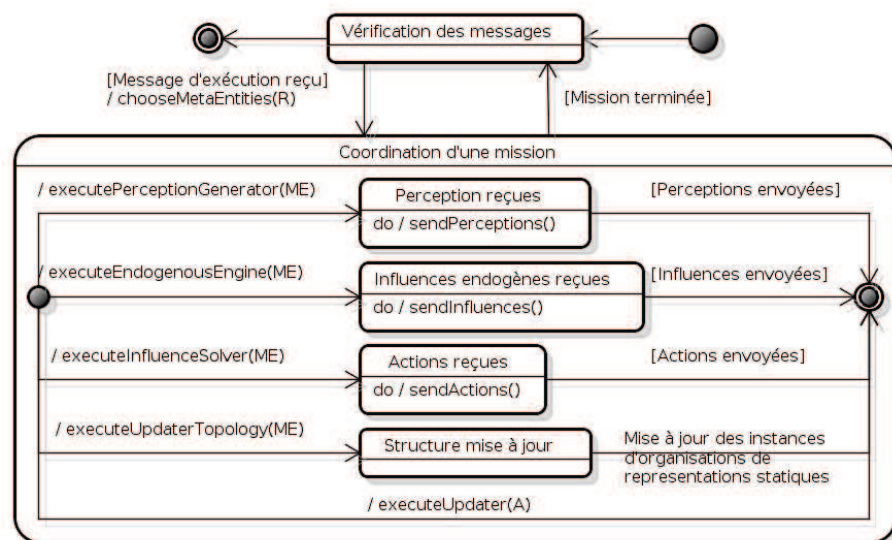 Vérification des messages
[Message d'exécution reçu]
/ chooseMetaEntities(R)
[Mission terminée]
Coordination d'une mission
/ executePerceptionGenerator(ME)
Perception reçues
do / sendPerceptions()
[Perceptions envoyées]
/ executeEndogenousEngine(ME)
Influences endogènes reçues
do / sendInfluences()
[Influences envoyées]
/ executeInfluenceSolver(ME)
Actions reçues
do / sendActions()
[Actions envoyées]
/ executeUpdaterTopology(ME)
Structure mise à jour
Mise à jour des instances
d'organisations de
representations statiques
/ executeUpdater(A)